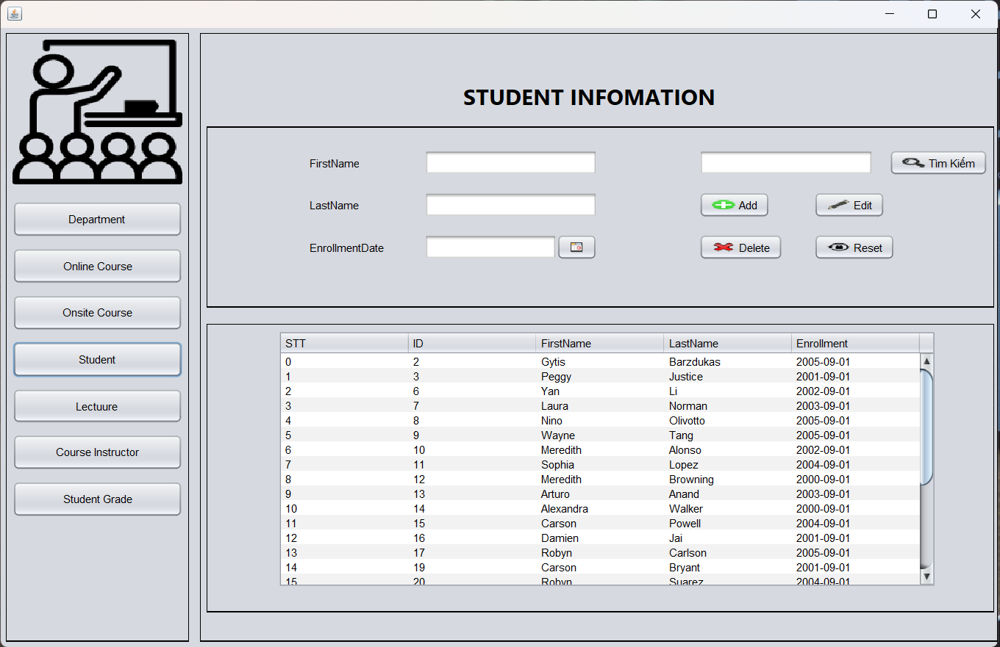 STUDENT INFOMATION
Department
Online Course
Onsite Course
Student
Lectuure
Course Instructor
Student Grade
FirstName
Tìm Kiếm
LastName
Add
Edit
EnrollmentDate
Delete
Reset
STT ID FirstName LastName Enrollment
0 2 Gytis Barzdukas 2005-09-01
1 3 Peggy Justice 2001-09-01
2 6 Yan Li 2002-09-01
3 7 Laura Norman 2003-09-01
4 8 Nino Olivotto 2005-09-01
5 9 Wayne Tang 2005-09-01
6 10 Meredith Alonso 2002-09-01
7 11 Sophia Lopez 2004-09-01
8 12 Meredith Browning 2000-09-01
9 13 Arturo Anand 2003-09-01
10 14 Alexandra Walker 2000-09-01
11 15 Carson Powell 2004-09-01
12 16 Damien Jai 2001-09-01
13 17 Robyn Carlson 2005-09-01
14 19 Carson Bryant 2001-09-01
15 20 Robyn Suarez 2004-09-01